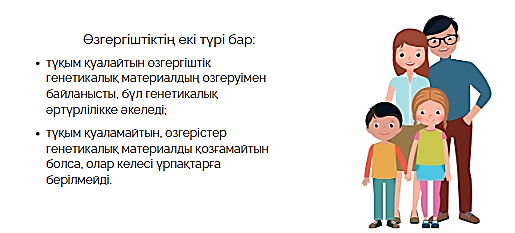 Өзгергіштіктің екі түрі бар:
• тұқым қуалайтын өзгергіштік
генетикалық материалдың өзгеруімен
байланысты, бұл генетикалық
әртүрлілікке әкеледі;
• тұқым қуаламайтын, өзгерістер
генетикалық материалды қозғамайтын
болса, олар келесі ұрпақтарға
берілмейді.